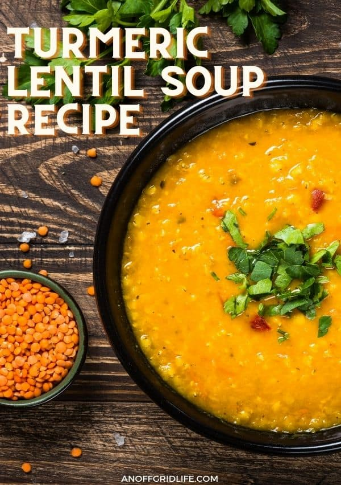 TURMERIC
LENTIL SOUP
RECIPE
ANOFFGRIDLIFE.COM